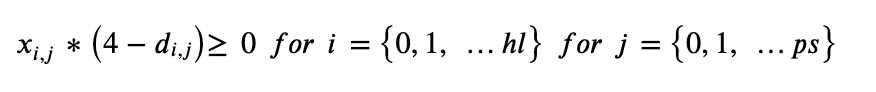 x_{i,j} * (4 − d_{i,j}) ≥ 0 for i = {0, 1, … hl} for j = {0, 1, … ps}